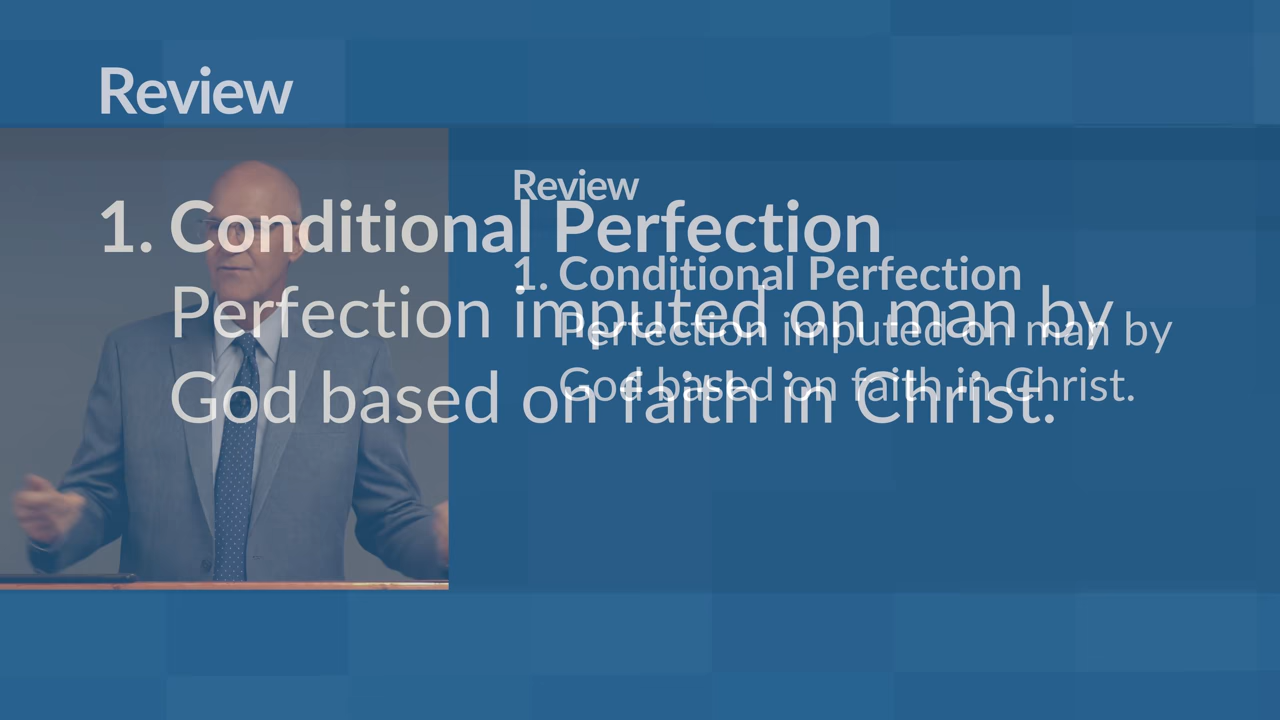 Review
1. Conditional Perfection
Perfection imputed on man by
God based on faith in Christ.
Review
1. Conditional Perfection
Perfection imputed on man by
God based on faith in Christ.